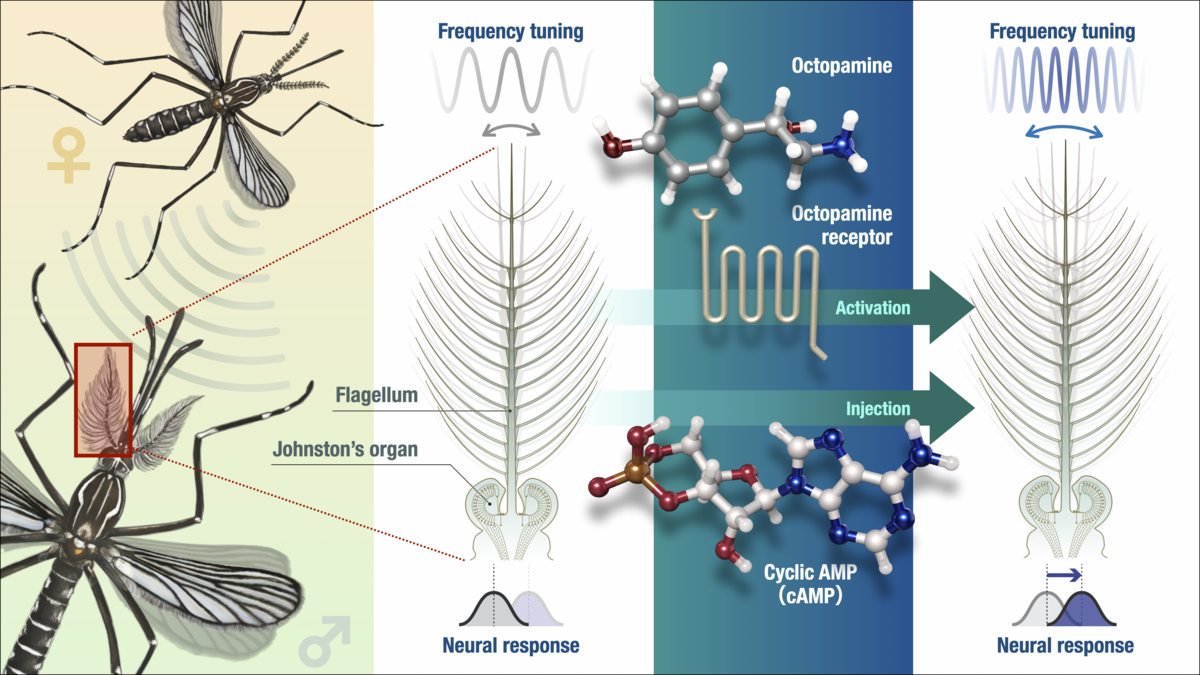 Frequency tuning
Flagellum
Johnston's organ
Neural response
Octopamine
Octopamine
receptor
Activation
Injection
Cyclic AMP
(cAMP)
Frequency tuning
Neural response